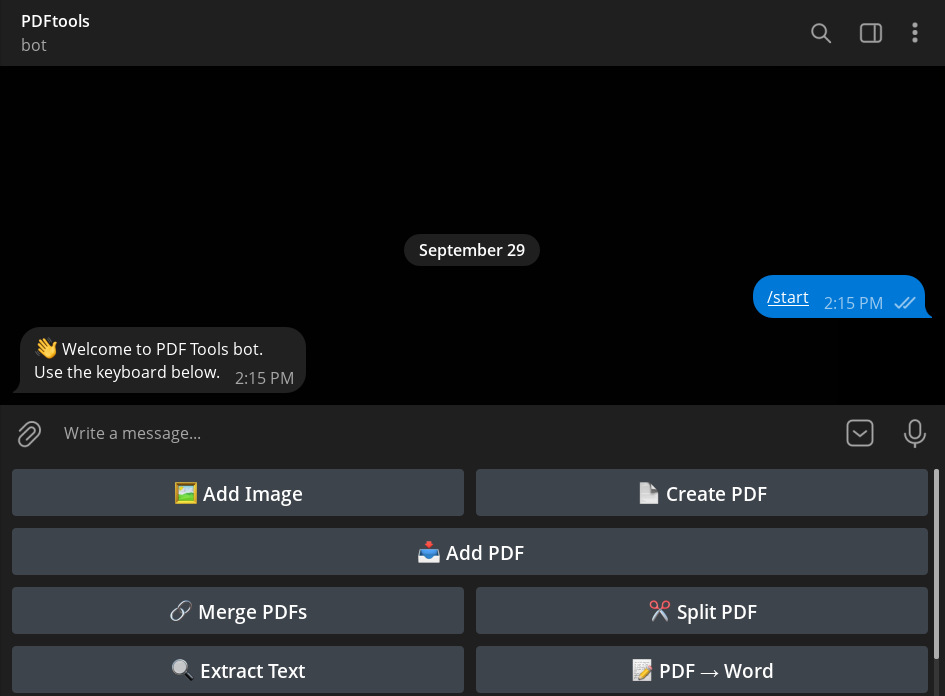 PDFtools
bot
September 29
/start 2:15 PM
👋 Welcome to PDF Tools bot.
Use the keyboard below. 2:15 PM
Write a message...
🖼️ Add Image
📄 Create PDF
📥 Add PDF
🔗 Merge PDFs
✂️ Split PDF
🔍 Extract Text
📝 PDF → Word